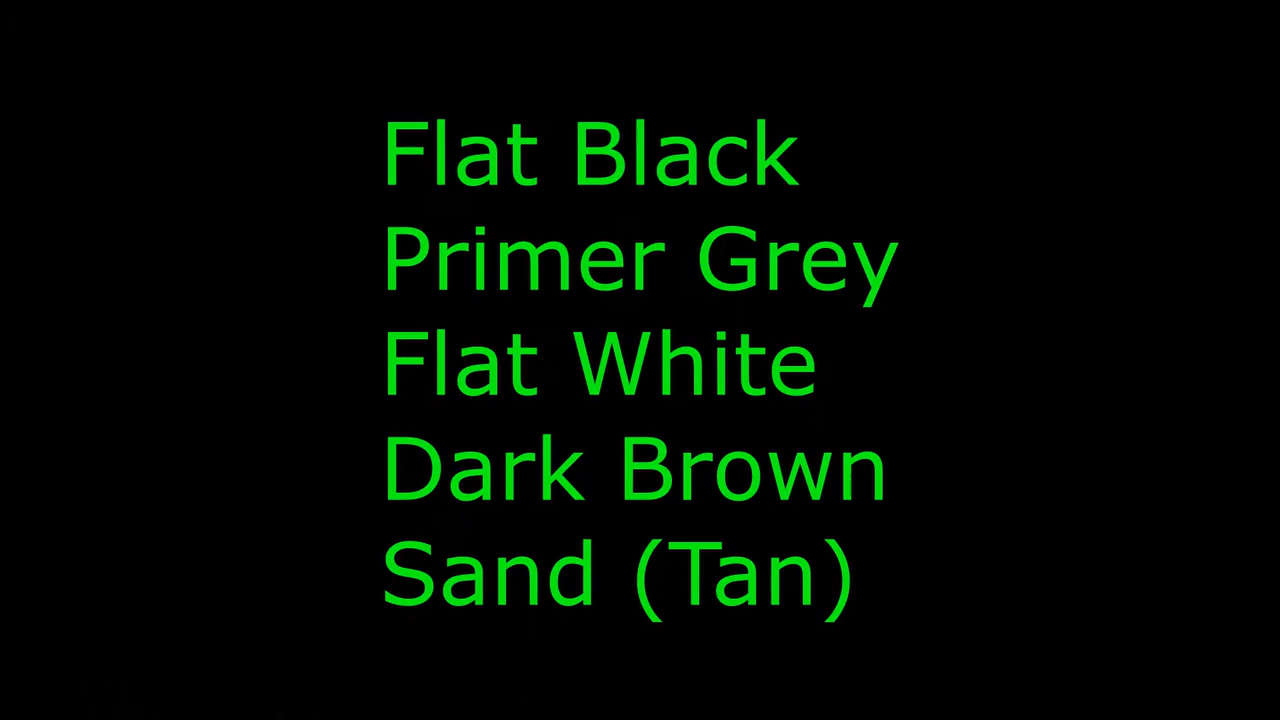 Flat Black
Primer Grey
Flat White
Dark Brown
Sand (Tan)